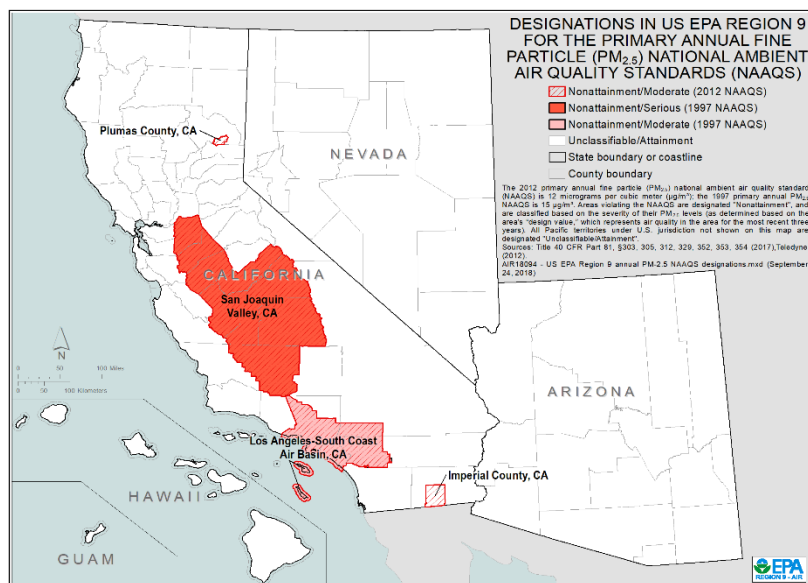 DESIGNATIONS IN US EPA REGION 9
FOR THE PRIMARY ANNUAL FINE
PARTICLE (PM2.5) NATIONAL AMBIENT
AIR QUALITY STANDARDS (NAAQS)
Nonattainment/Moderate (2012 NAAQS)
Nonattainment/Serious (1997 NAAQS)
Nonattainment/Moderate (1997 NAAQS)
Unclassifiable/Attainment
State boundary or coastline
County boundary
The 2012 primary annual fine particle (PM2.5) national ambient air quality standard
(NAAQS) is 12 micrograms per cubic meter (µg/m³); the 1997 primary annual PM2.5
NAAQS is 15 µg/m³. Areas violating the NAAQS are designated "Nonattainment", and
are classified based on the severity of their PM2.5 levels (as determined based on the
area's "design value," which represents air quality in the area for the most recent three
years). All Pacific territories under U.S. jurisdiction not shown on this map are
designated "Unclassifiable/Attainment".
Sources: Title 40 CFR Part 81, §303, 305, 312, 329, 352, 353, 354 (2017),Teledyne
(2012).
AIR18094 - US EPA Region 9 annual PM-2.5 NAAQS designations.mxd (September
24, 2018)
Plumas County, CA
NEVADA
CALIFORNIA
San Joaquin
Valley, CA
N
0 50 100 Miles
0 50 100 Kilometers
ARIZONA
Los Angeles-South Coast
Air Basin, CA
Imperial County, CA
HAWAII
GUAM
EPA
REGION 9 - AIR